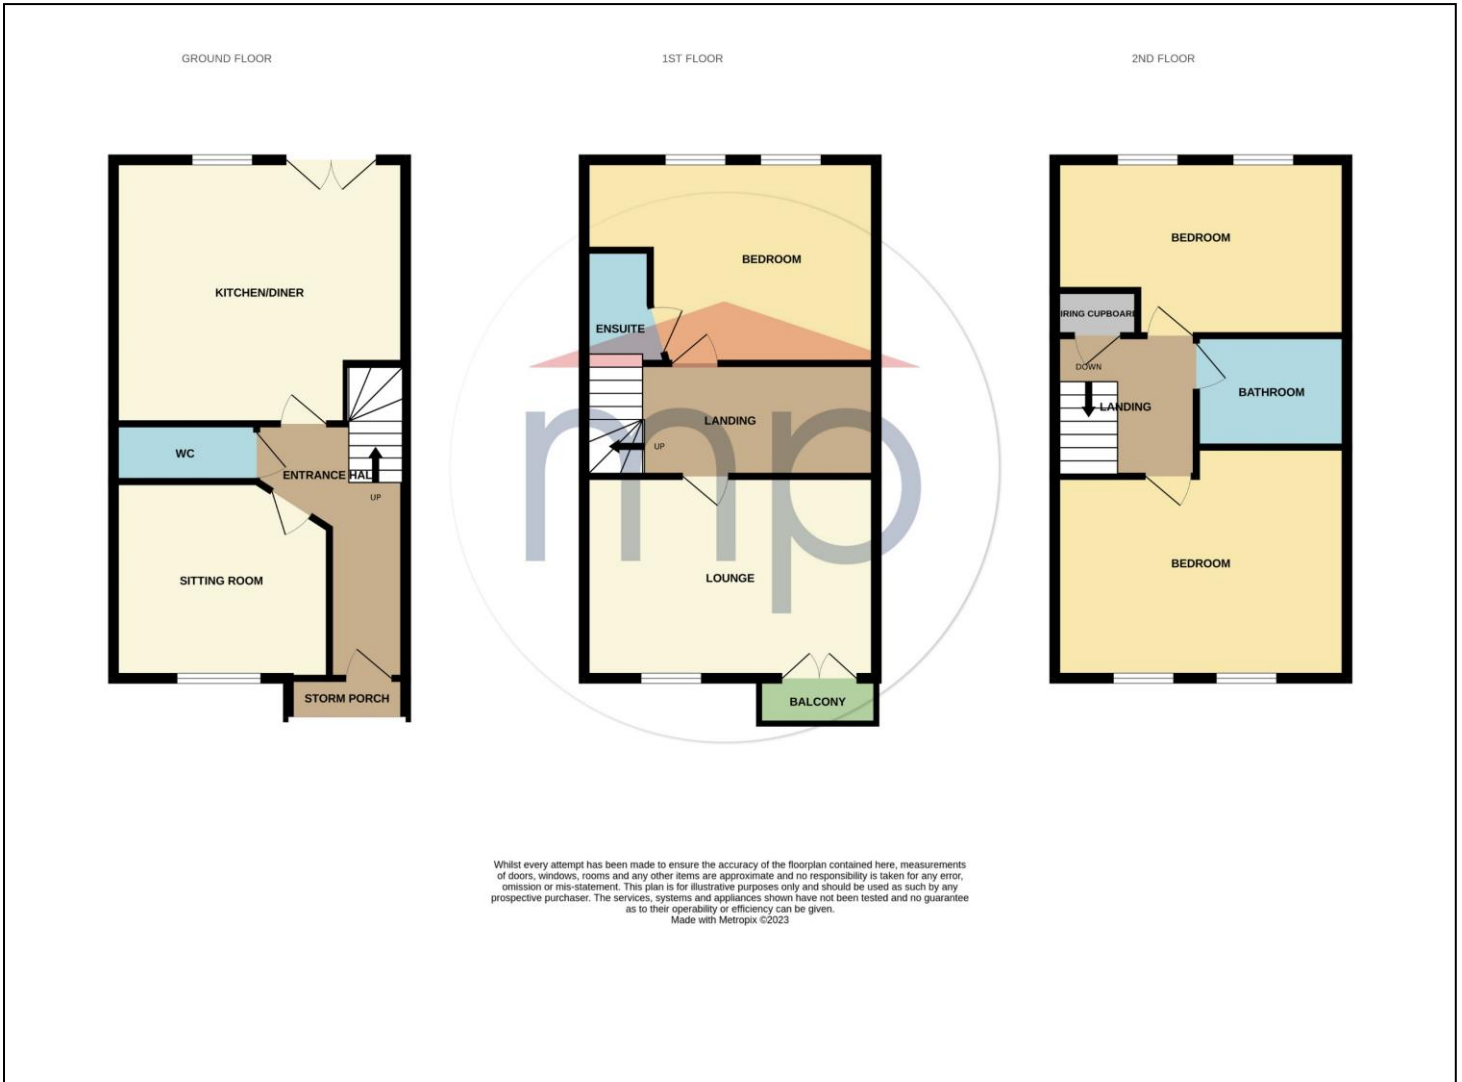 GROUND FLOOR
1ST FLOOR
2ND FLOOR
KITCHEN/DINER
WC
ENTRANCE HALL
UP
SITTING ROOM
STORM PORCH
BEDROOM
ENSUITE
LANDING
UP
LOUNGE
BALCONY
mp
BEDROOM
AIRING CUPBOARD
DOWN
LANDING
BATHROOM
BEDROOM
Whilst every attempt has been made to ensure the accuracy of the floorplan contained here, measurements
of doors, windows, rooms and any other items are approximate and no responsibility is taken for any error,
omission or mis-statement. This plan is for illustrative purposes only and should be used as such by any
prospective purchaser. The services, systems and appliances shown have not been tested and no guarantee
as to their operability or efficiency can be given.
Made with Metropix ©2023